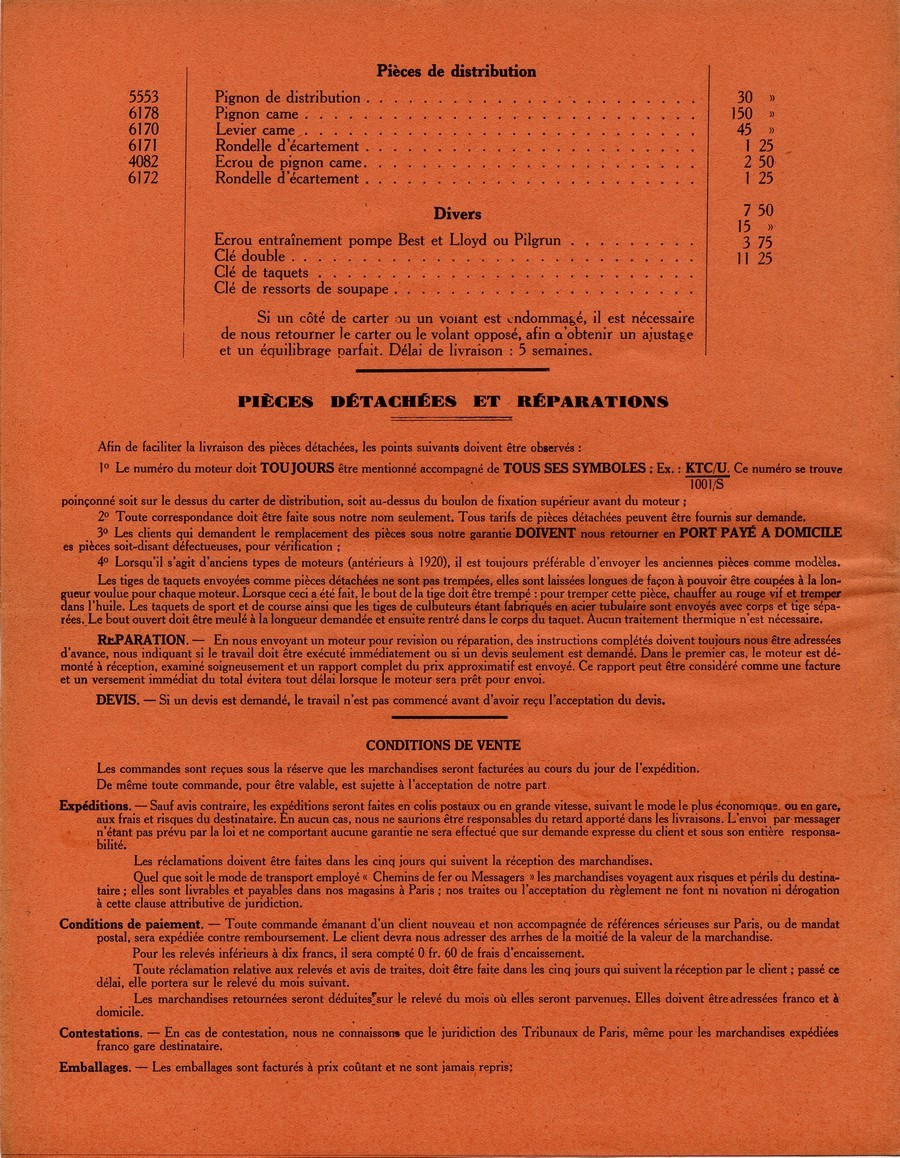 Pièces de distribution
5553 Pignon de distribution . . . . . . . . . . . . . . . . . . . . . . 30 »
6178 Pignon came . . . . . . . . . . . . . . . . . . . . . . . . . . 150 »
6170 Levier came . . . . . . . . . . . . . . . . . . . . . . . . . . 45 »
6171 Rondelle d'écartement . . . . . . . . . . . . . . . . . . . . . . 1 25
4082 Ecrou de pignon came. . . . . . . . . . . . . . . . . . . . . . 2 50
6172 Rondelle d'écartement . . . . . . . . . . . . . . . . . . . . . . 1 25
Divers 7 50
15 »
Ecrou entraînement pompe Best et Lloyd ou Pilgrun . . . . . . . . . 3 75
Clé double . . . . . . . . . . . . . . . . . . . . . . . . . . . 11 25
Clé de taquets . . . . . . . . . . . . . . . . . . . . . . . . .
Clé de ressorts de soupape . . . . . . . . . . . . . . . . . . . .
Si un côté de carter ou un volant est endommagé, il est nécessaire
de nous retourner le carter ou le volant opposé, afin d'obtenir un ajustage
et un équilibrage parfait. Délai de livraison : 5 semaines.
PIÈCES DÉTACHÉES ET RÉPARATIONS
Afin de faciliter la livraison des pièces détachées, les points suivants doivent être observés :
1º Le numéro du moteur doit TOUJOURS être mentionné accompagné de TOUS SES SYMBOLES ; Ex. : KTC/U. Ce numéro se trouve
1001/S
poinçonné soit sur le dessus du carter de distribution, soit au-dessus du boulon de fixation supérieur avant du moteur ;
2º Toute correspondance doit être faite sous notre nom seulement. Tous tarifs de pièces détachées peuvent être fournis sur demande.
3º Les clients qui demandent le remplacement des pièces sous notre garantie DOIVENT nous retourner en PORT PAYÉ A DOMICILE
es pièces soit-disant défectueuses, pour vérification ;
4º Lorsqu'il s'agit d'anciens types de moteurs (antérieurs à 1920), il est toujours préférable d'envoyer les anciennes pièces comme modèles.
Les tiges de taquets envoyées comme pièces détachées ne sont pas trempées, elles sont laissées longues de façon à pouvoir être coupées à la lon-
gueur voulue pour chaque moteur. Lorsque ceci a été fait, le bout de la tige doit être trempé : pour tremper cette pièce, chauffer au rouge vif et tremper
dans l'huile. Les taquets de sport et de course ainsi que les tiges de culbuteurs étant fabriqués en acier tubulaire sont envoyés avec corps et tige sépa-
rées. Le bout ouvert doit être meulé à la longueur demandée et ensuite rentré dans le corps du taquet. Aucun traitement thermique n'est nécessaire.
RÉPARATION. — En nous envoyant un moteur pour revision ou réparation, des instructions complétés doivent toujours nous être adressées
d'avance, nous indiquant si le travail doit être exécuté immédiatement ou si un devis seulement est demandé. Dans le premier cas, le moteur est dé-
monté à réception, examiné soigneusement et un rapport complet du prix approximatif est envoyé. Ce rapport peut être considéré comme une facture
et un versement immédiat du total évitera tout délai lorsque le moteur sera prêt pour envoi.
DEVIS. — Si un devis est demandé, le travail n'est pas commencé avant d'avoir reçu l'acceptation du devis.
CONDITIONS DE VENTE
Les commandes sont reçues sous la réserve que les marchandises seront facturées au cours du jour de l'expédition.
De même toute commande, pour être valable, est sujette à l'acceptation de notre part
Expéditions. — Sauf avis contraire, les expéditions seront faites en colis postaux ou en grande vitesse, suivant le mode le plus économique, ou en gare,
aux frais et risques du destinataire. En aucun cas, nous ne saurions être responsables du retard apporté dans les livraisons. L'envoi par messager
n'étant pas prévu par la loi et ne comportant aucune garantie ne sera effectué que sur demande expresse du client et sous son entière responsa-
bilité.
Les réclamations doivent être faites dans les cinq jours qui suivent la réception des marchandises.
Quel que soit le mode de transport employé « Chemins de fer ou Messagers » les marchandises voyagent aux risques et périls du destina-
taire ; elles sont livrables et payables dans nos magasins à Paris ; nos traites ou l'acceptation du règlement ne font ni novation ni dérogation
à cette clause attributive de juridiction.
Conditions de paiement. — Toute commande émanant d'un client nouveau et non accompagnée de références sérieuses sur Paris, ou de mandat
postal, sera expédiée contre remboursement. Le client devra nous adresser des arrhes de la moitié de la valeur de la marchandise.
Pour les relevés inférieurs à dix francs, il sera compté 0 fr. 60 de frais d'encaissement.
Toute réclamation relative aux relevés et avis de traites, doit être faite dans les cinq jours qui suivent la réception par le client ; passé ce
délai, elle portera sur le relevé du mois suivant.
Les marchandises retournées seront déduites sur le relevé du mois où elles seront parvenues. Elles doivent être adressées franco et à
domicile.
Contestations. — En cas de contestation, nous ne connaissons que le juridiction des Tribunaux de Paris, même pour les marchandises expédiées
franco gare destinataire.
Emballages. — Les emballages sont facturés à prix coûtant et ne sont jamais repris;